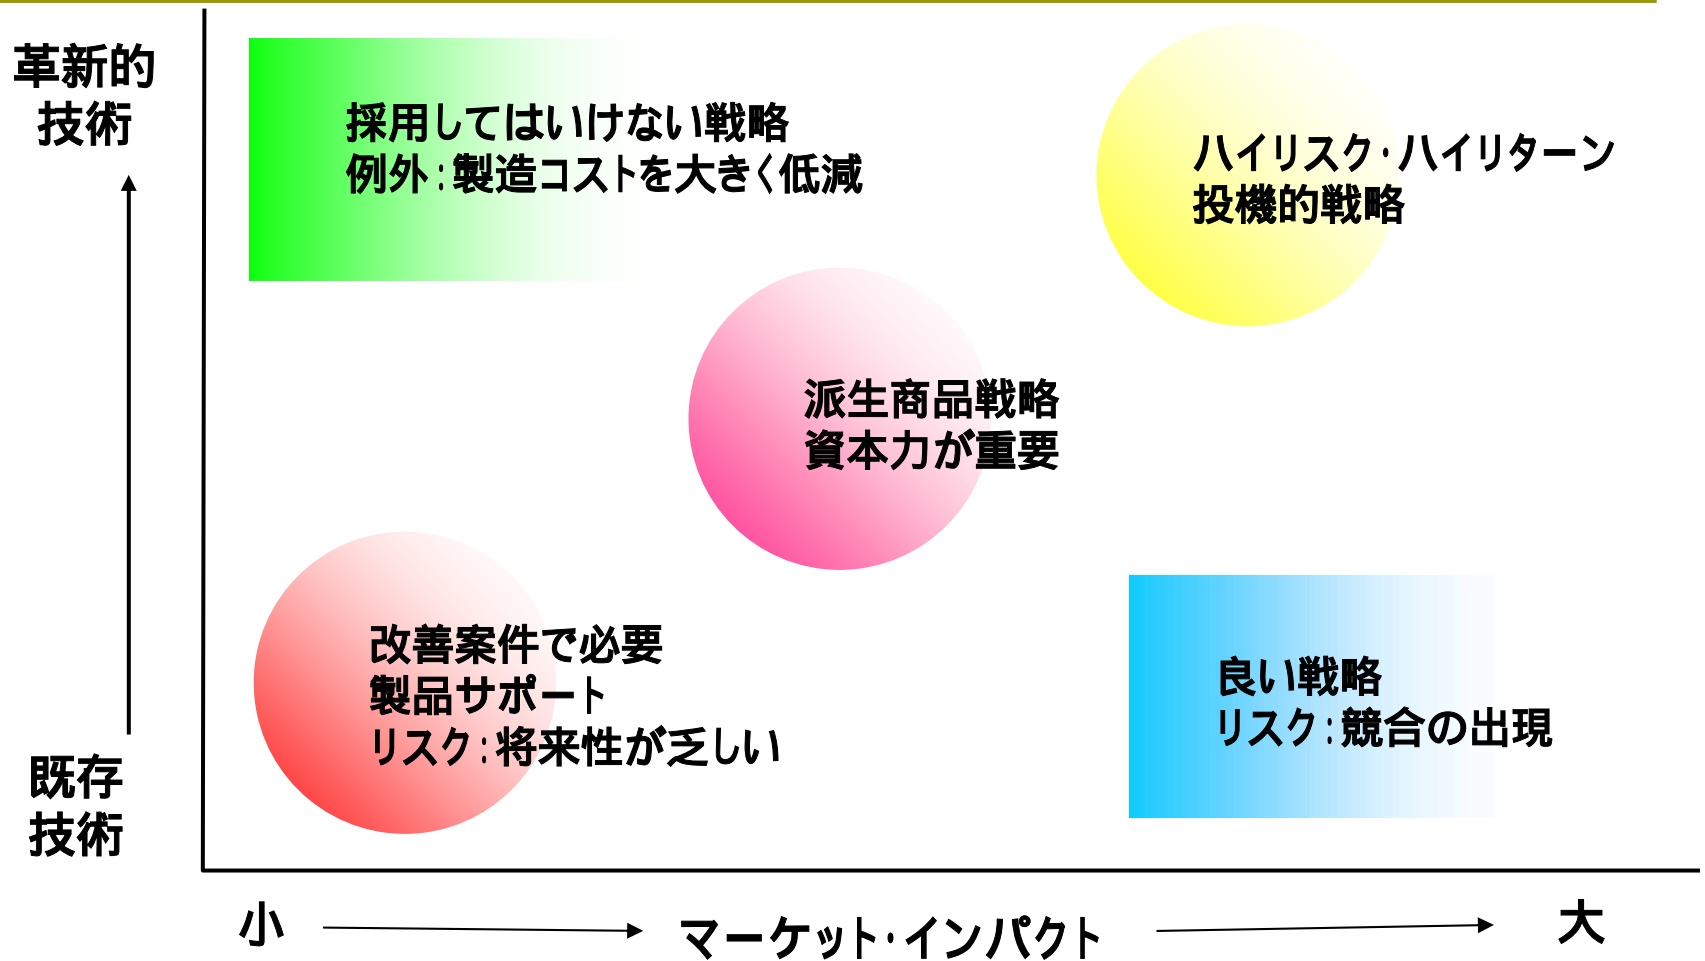 革新的
技術
採用してはいけない戦略
例外:製造コストを大きく低減
ハイリスク・ハイリターン
投機的戦略
派生商品戦略
資本力が重要
改善案件で必要
製品サポート
リスク:将来性が乏しい
良い戦略
リスク:競合の出現
既存
技術
小
マーケット・インパクト
大